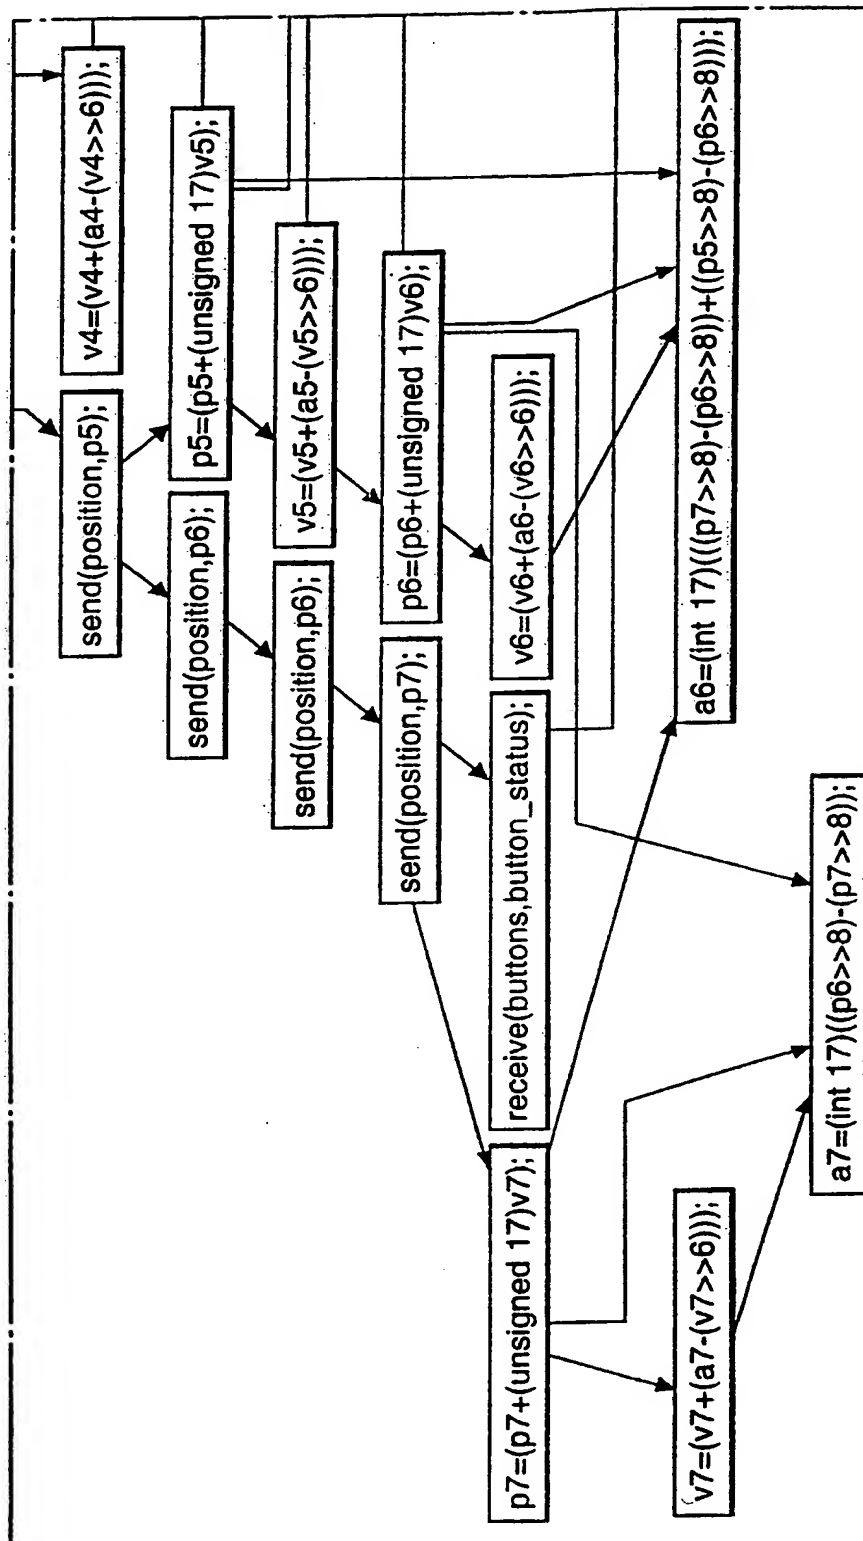 v4=(v4+(a4-(v4>>6)));
send(position,p5);
p5=(p5+(unsigned 17)v5);
send(position,p6);
v5=(v5+(a5-(v5>>6)));
send(position,p6);
p6=(p6+(unsigned 17)v6);
send(position,p7);
v6=(v6+(a6-(v6>>6)));
receive(buttons,button_status);
p7=(p7+(unsigned 17)v7);
a6=(int 17)(((p7>>8)-(p6>>8))+((p5>>8)-(p6>>8)));
v7=(v7+(a7-(v7>>6)));
a7=(int 17)((p6>>8)-(p7>>8));